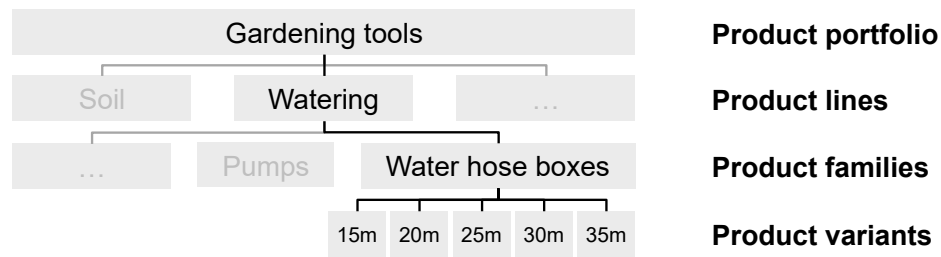 Gardening tools Product portfolio
Soil Watering … Product lines
… Pumps Water hose boxes Product families
15m 20m 25m 30m 35m Product variants